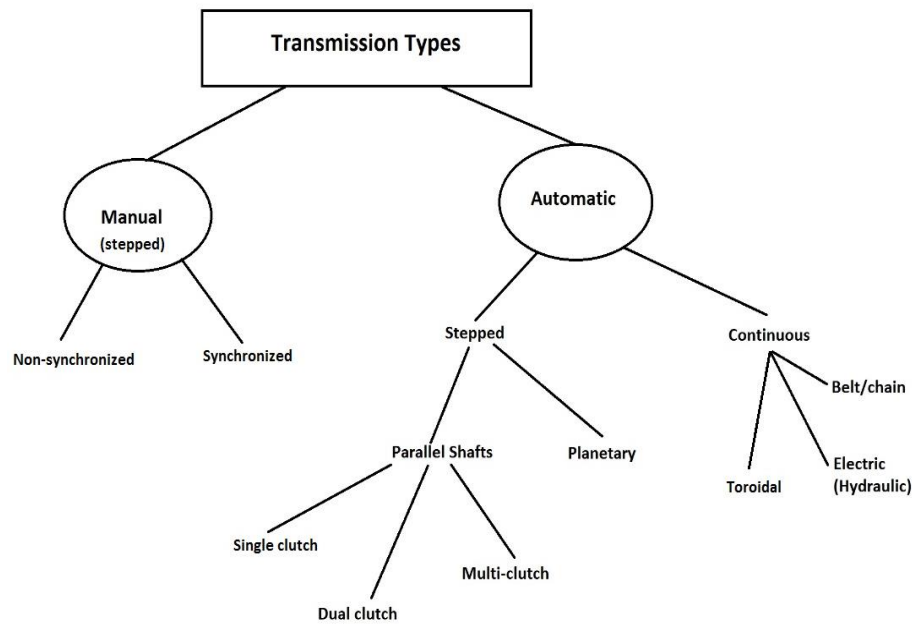 Transmission Types
Manual
(stepped)
Automatic
Non-synchronized
Synchronized
Stepped
Continuous
Belt/chain
Parallel Shafts
Planetary
Toroidal
Electric
(Hydraulic)
Single clutch
Multi-clutch
Dual clutch